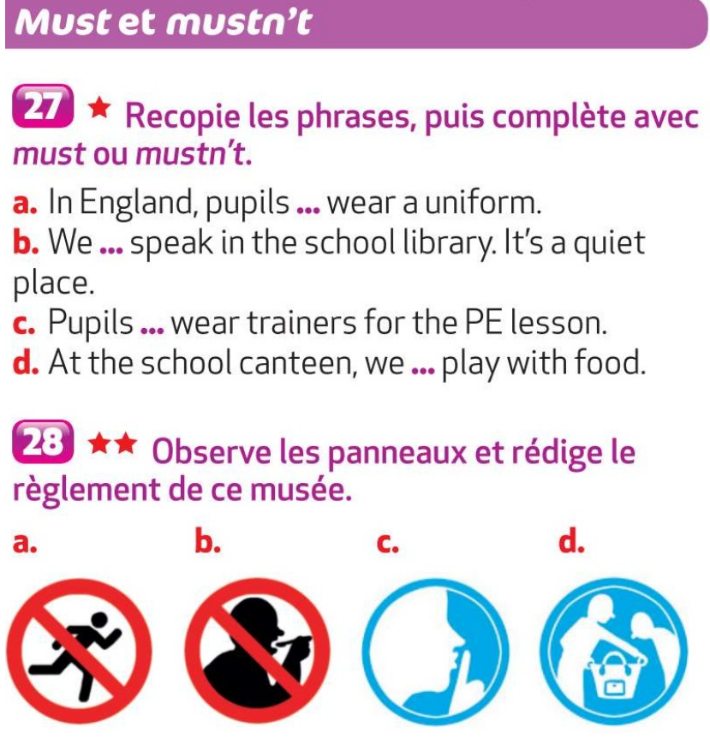 Must et mustn't
27 ★ Recopie les phrases, puis complète avec
must ou mustn't.
a. In England, pupils ... wear a uniform.
b. We ... speak in the school library. It's a quiet
place.
c. Pupils ... wear trainers for the PE lesson.
d. At the school canteen, we ... play with food.
28 ★★ Observe les panneaux et rédige le
règlement de ce musée.
a. b. c. d.